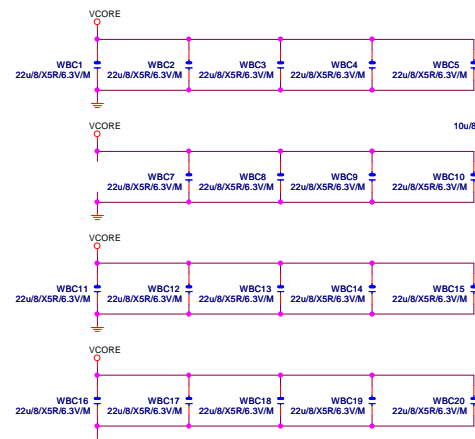 VCORE
WBC1 WBC2 WBC3 WBC4 WBC5
22u/8/X5R/6.3V/M 22u/8/X5R/6.3V/M 22u/8/X5R/6.3V/M 22u/8/X5R/6.3V/M 22u/8/X5R/6.3V/M
VCORE
10u/8
WBC7 WBC8 WBC9 WBC10
22u/8/X5R/6.3V/M 22u/8/X5R/6.3V/M 22u/8/X5R/6.3V/M 22u/8/X5R/6.3V/M
VCORE
WBC11 WBC12 WBC13 WBC14 WBC15
22u/8/X5R/6.3V/M 22u/8/X5R/6.3V/M 22u/8/X5R/6.3V/M 22u/8/X5R/6.3V/M 22u/8/X5R/6.3V/M
VCORE
WBC16 WBC17 WBC18 WBC19 WBC20
22u/8/X5R/6.3V/M 22u/8/X5R/6.3V/M 22u/8/X5R/6.3V/M 22u/8/X5R/6.3V/M 22u/8/X5R/6.3V/M